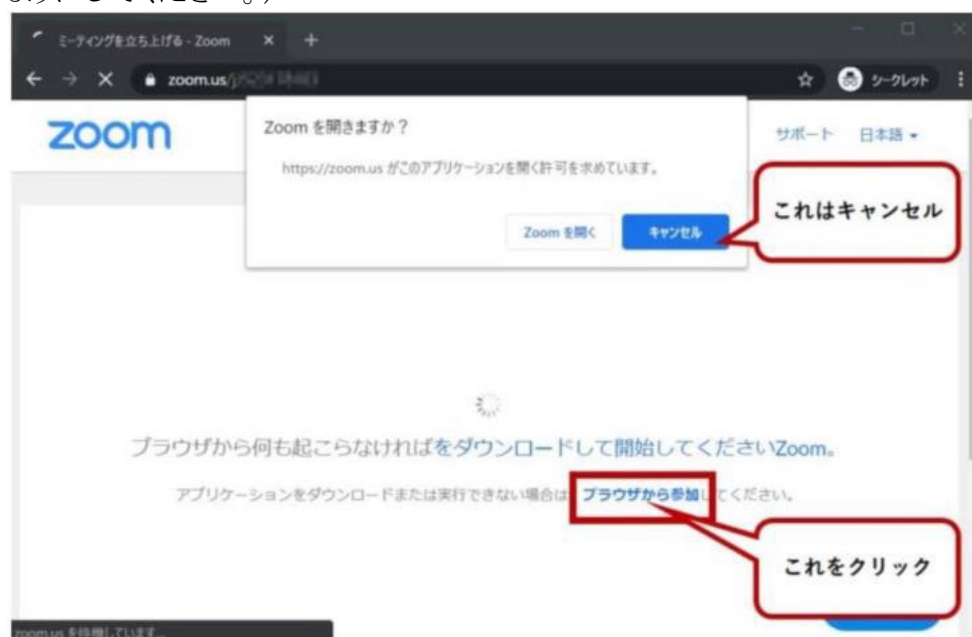 ミーティングを立ち上げる - Zoom
zoom.us/j
シークレット
zoom
サポート 日本語
Zoom を開きますか？
https://zoom.us がこのアプリケーションを開く許可を求めています。
Zoom を開く キャンセル
これはキャンセル
ブラウザから何も起こらなければをダウンロードして開始してくださいZoom。
アプリケーションをダウンロードまたは実行できない場合は ブラウザから参加してください。
これをクリック
zoom.us を待機しています...